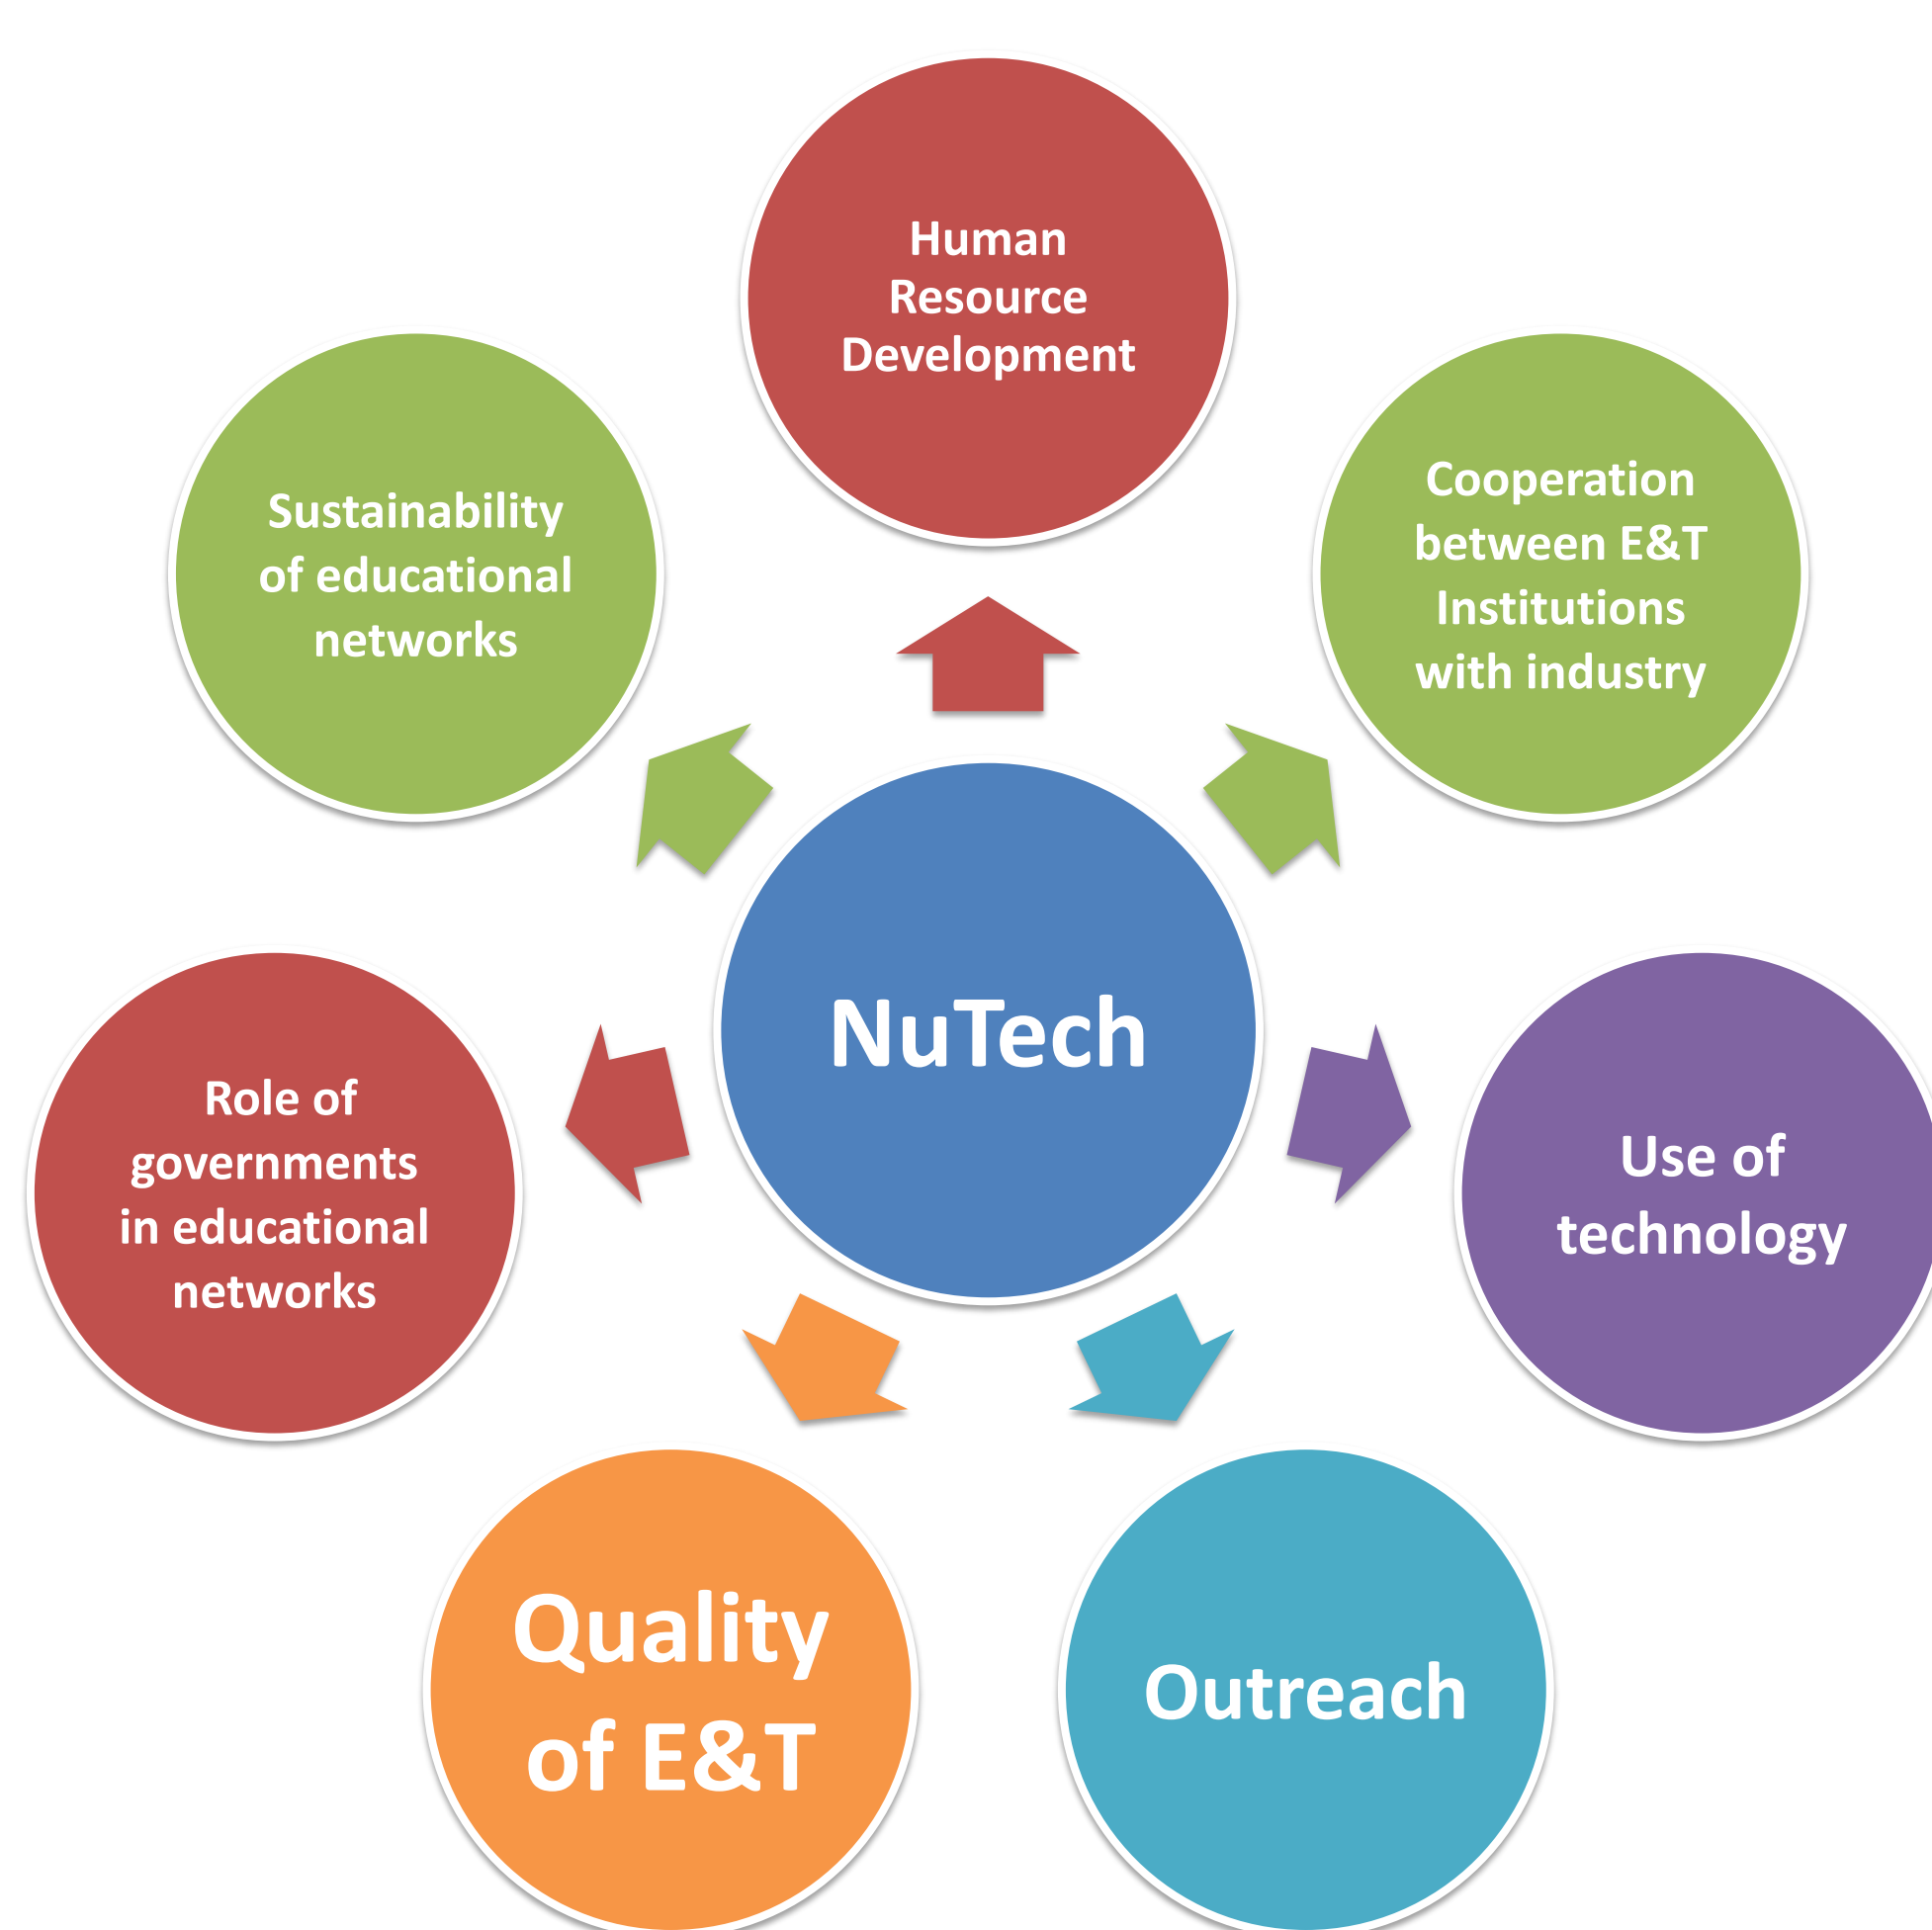 Human
Resource
Development
Cooperation
between E&T
Institutions
with industry
Use of
technology
Outreach
Quality
of E&T
Role of
governments
in educational
networks
Sustainability
of educational
networks
NuTech